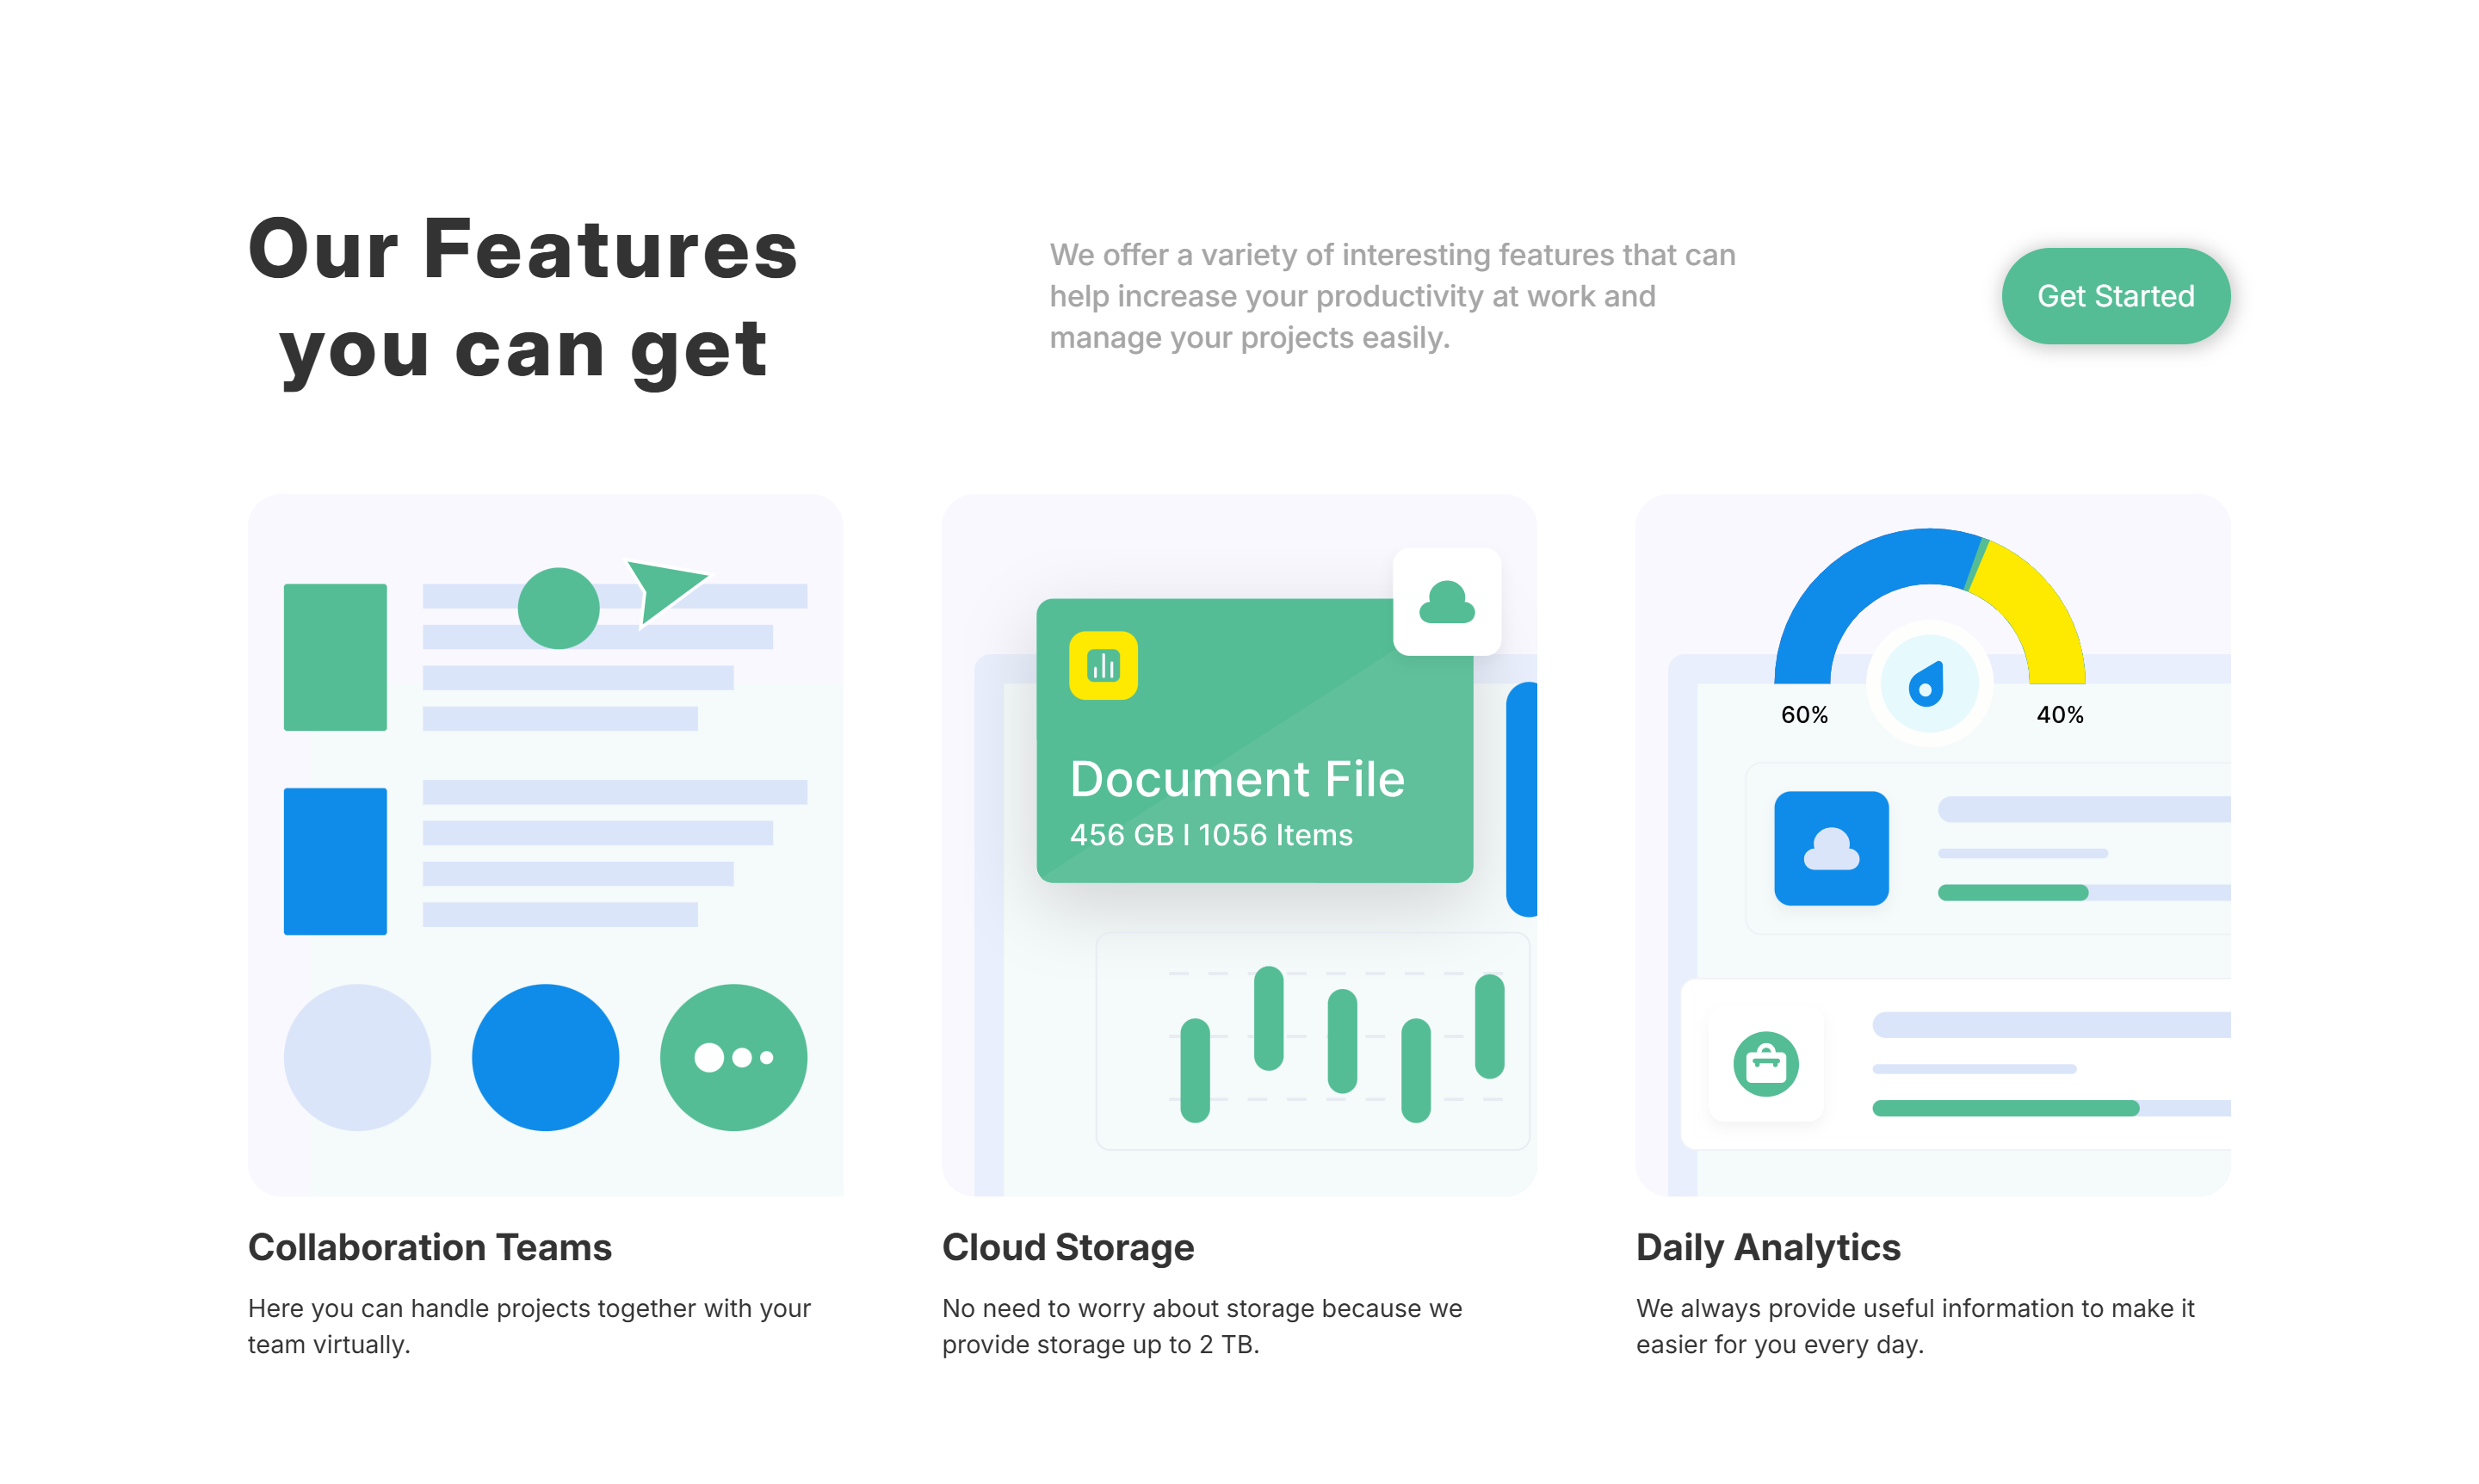 Our Features
you can get
We offer a variety of interesting features that can
help increase your productivity at work and
manage your projects easily.
Get Started
Document File
456 GB I 1056 Items
60%
40%
Collaboration Teams
Here you can handle projects together with your
team virtually.
Cloud Storage
No need to worry about storage because we
provide storage up to 2 TB.
Daily Analytics
We always provide useful information to make it
easier for you every day.